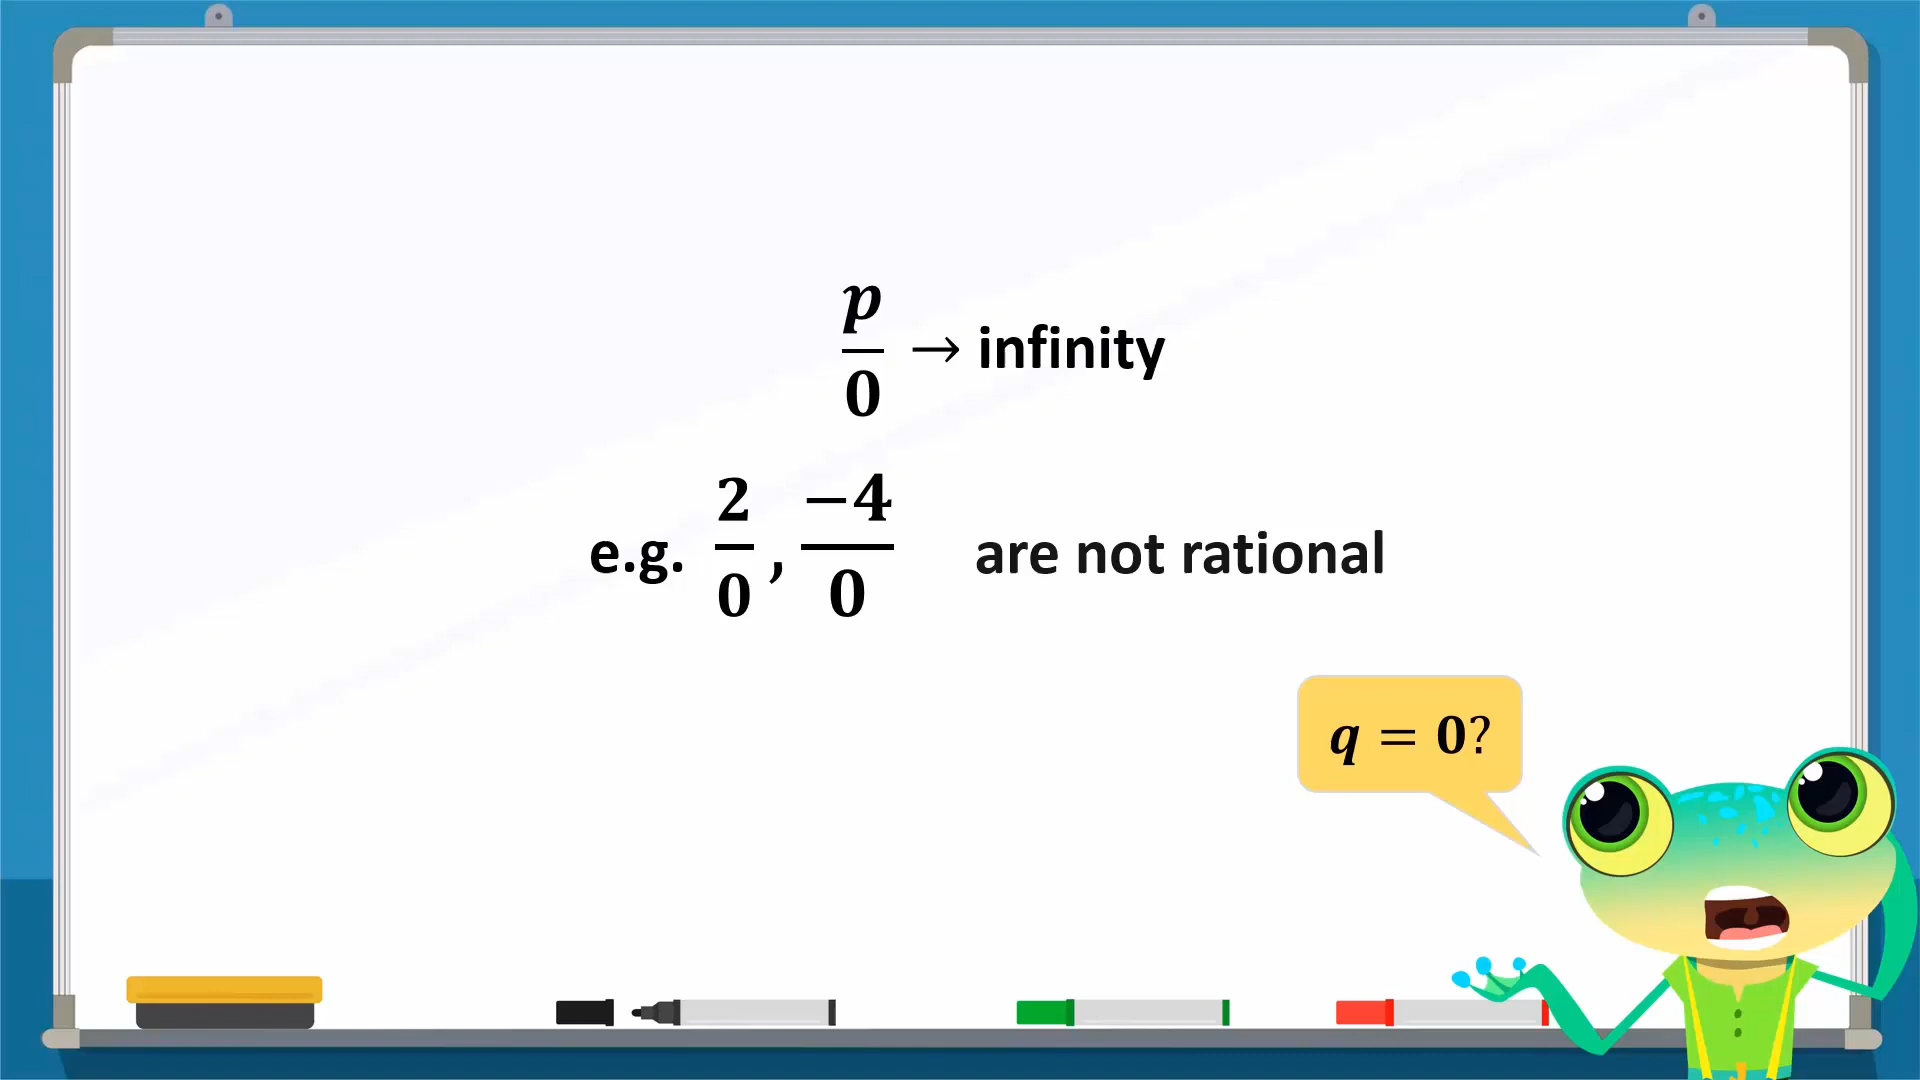 p/0 → infinity
e.g. 2/0 , −4/0 are not rational
q = 0?